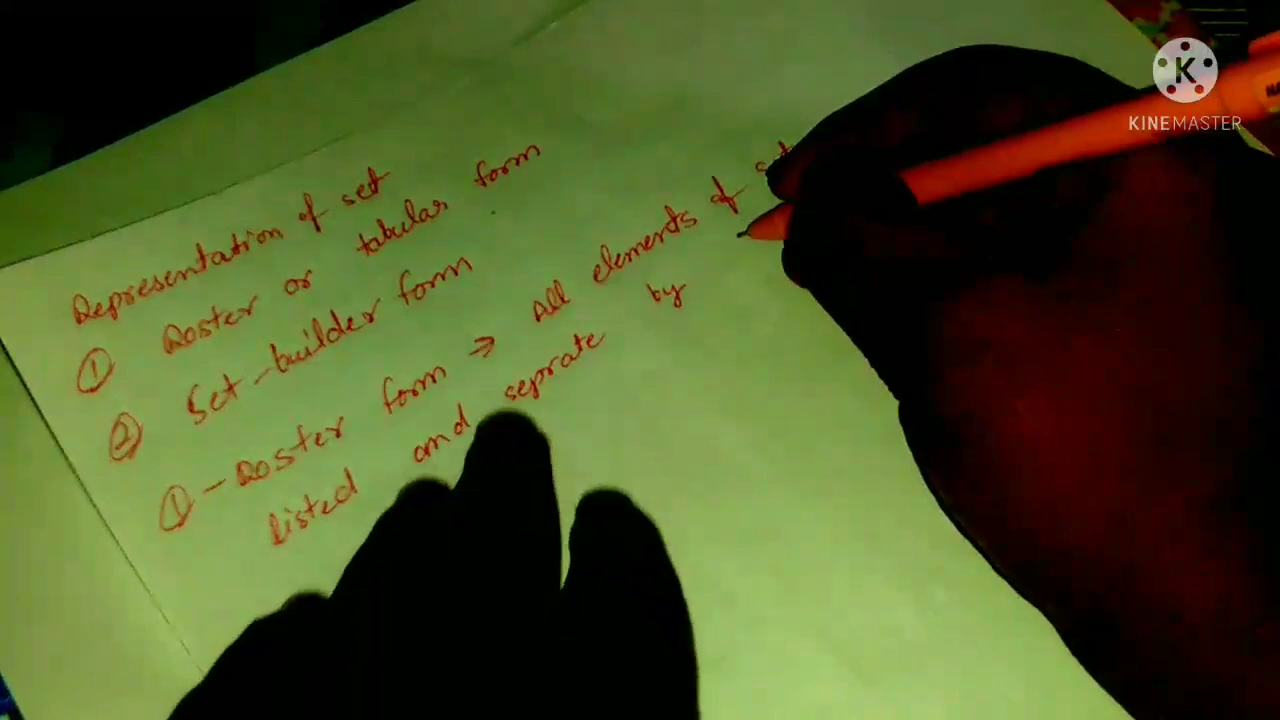 Representation of set
① Roster or tabular form
② Set-builder form
① - Roster form → All elements of set
listed and seprate by
K
KINEMASTER